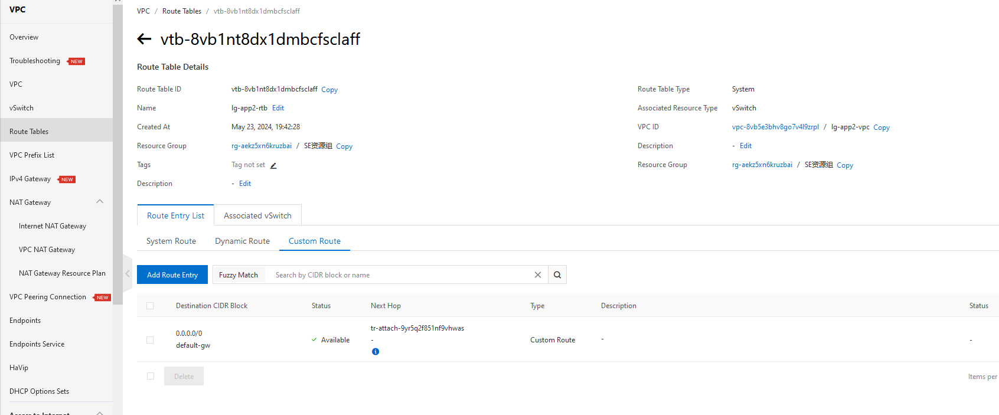 VPC
Overview
Troubleshooting NEW
VPC
vSwitch
Route Tables
VPC Prefix List
IPv4 Gateway NEW
NAT Gateway
Internet NAT Gateway
VPC NAT Gateway
NAT Gateway Resource Plan
VPC Peering Connection NEW
Endpoints
Endpoints Service
HaVip
DHCP Options Sets
Access to Internet
VPC / Route Tables / vtb-8vb1nt8dx1dmbcfsclaff
vtb-8vb1nt8dx1dmbcfsclaff
Route Table Details
Route Table ID vtb-8vb1nt8dx1dmbcfsclaff Copy
Route Table Type System
Name lg-app2-rtb Edit
Associated Resource Type vSwitch
Created At May 23, 2024, 19:42:28
VPC ID vpc-8vb5e3bhv8go7v4l9zrpl / lg-app2-vpc Copy
Resource Group rg-aekz5xn6kruzbai / SE资源组 Copy
Description - Edit
Tags Tag not set
Resource Group rg-aekz5xn6kruzbai / SE资源组 Copy
Description - Edit
Route Entry List Associated vSwitch
System Route Dynamic Route Custom Route
Add Route Entry Fuzzy Match Search by CIDR block or name
Destination CIDR Block Status Next Hop Type Description Status
0.0.0.0/0
default-gw
Available
tr-attach-9yr5q2f851nf9vhwas
-
Custom Route
-
-
Delete
Items per